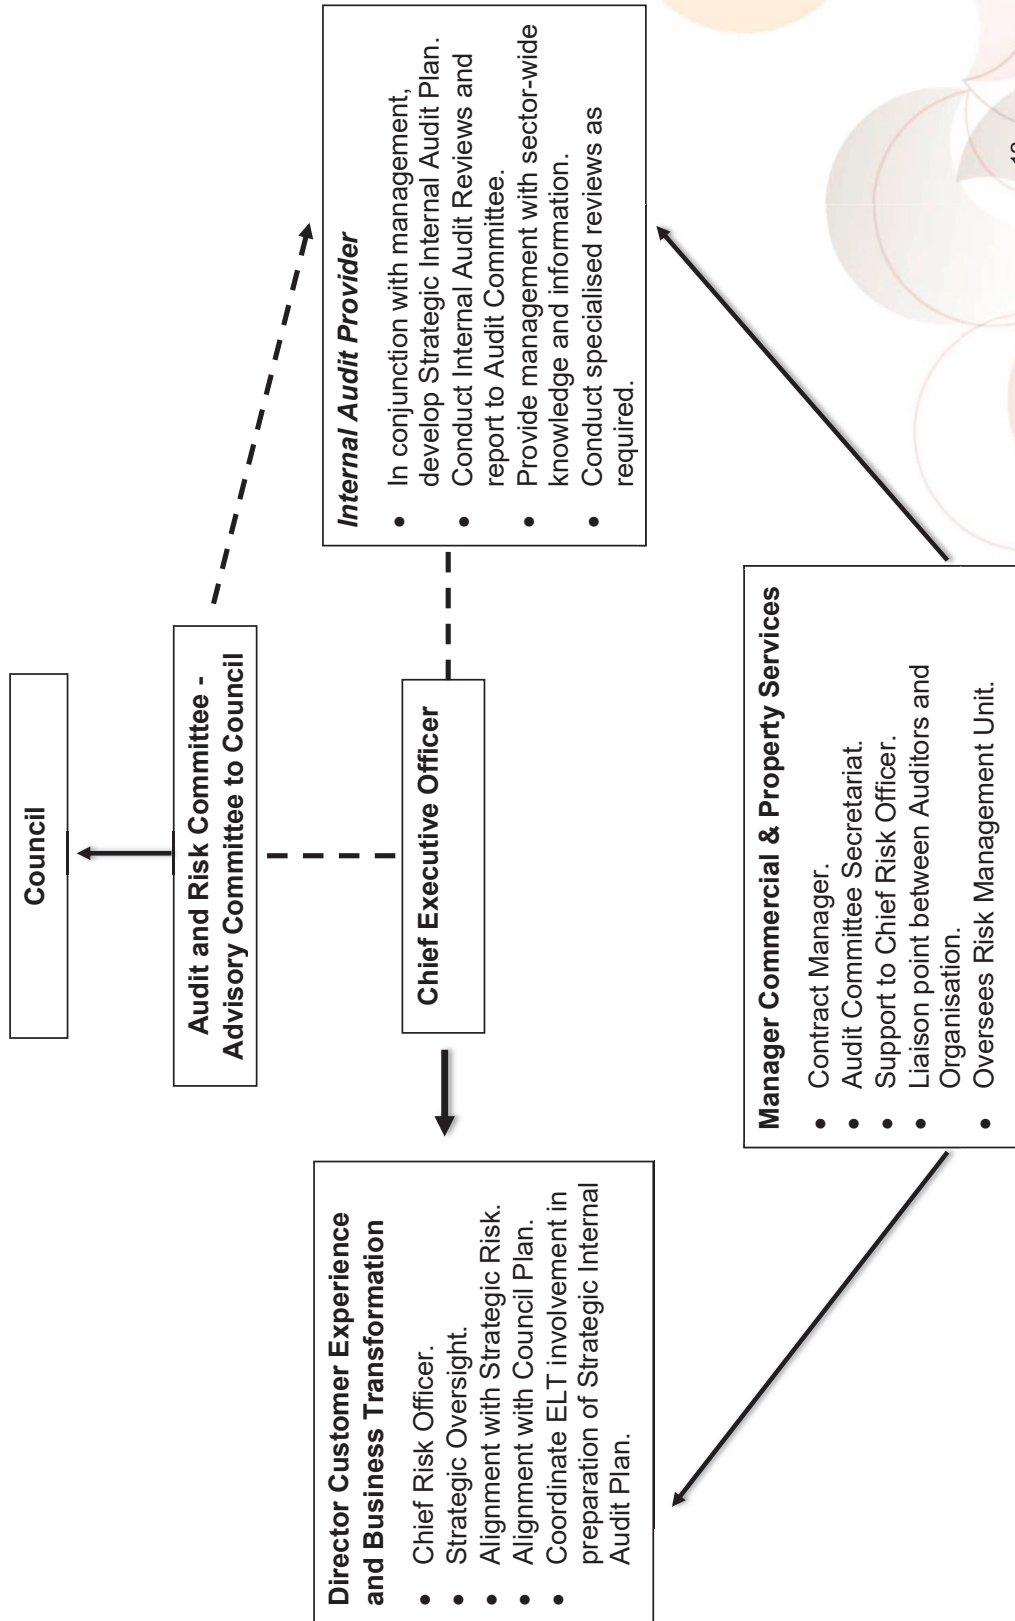 Council
Audit and Risk Committee -
Advisory Committee to Council
Chief Executive Officer
Director Customer Experience
and Business Transformation
• Chief Risk Officer.
• Strategic Oversight.
• Alignment with Strategic Risk.
• Alignment with Council Plan.
• Coordinate ELT involvement in
preparation of Strategic Internal
Audit Plan.
Internal Audit Provider
• In conjunction with management,
develop Strategic Internal Audit Plan.
• Conduct Internal Audit Reviews and
report to Audit Committee.
• Provide management with sector-wide
knowledge and information.
• Conduct specialised reviews as
required.
Manager Commercial & Property Services
• Contract Manager.
• Audit Committee Secretariat.
• Support to Chief Risk Officer.
• Liaison point between Auditors and
Organisation.
• Oversees Risk Management Unit.